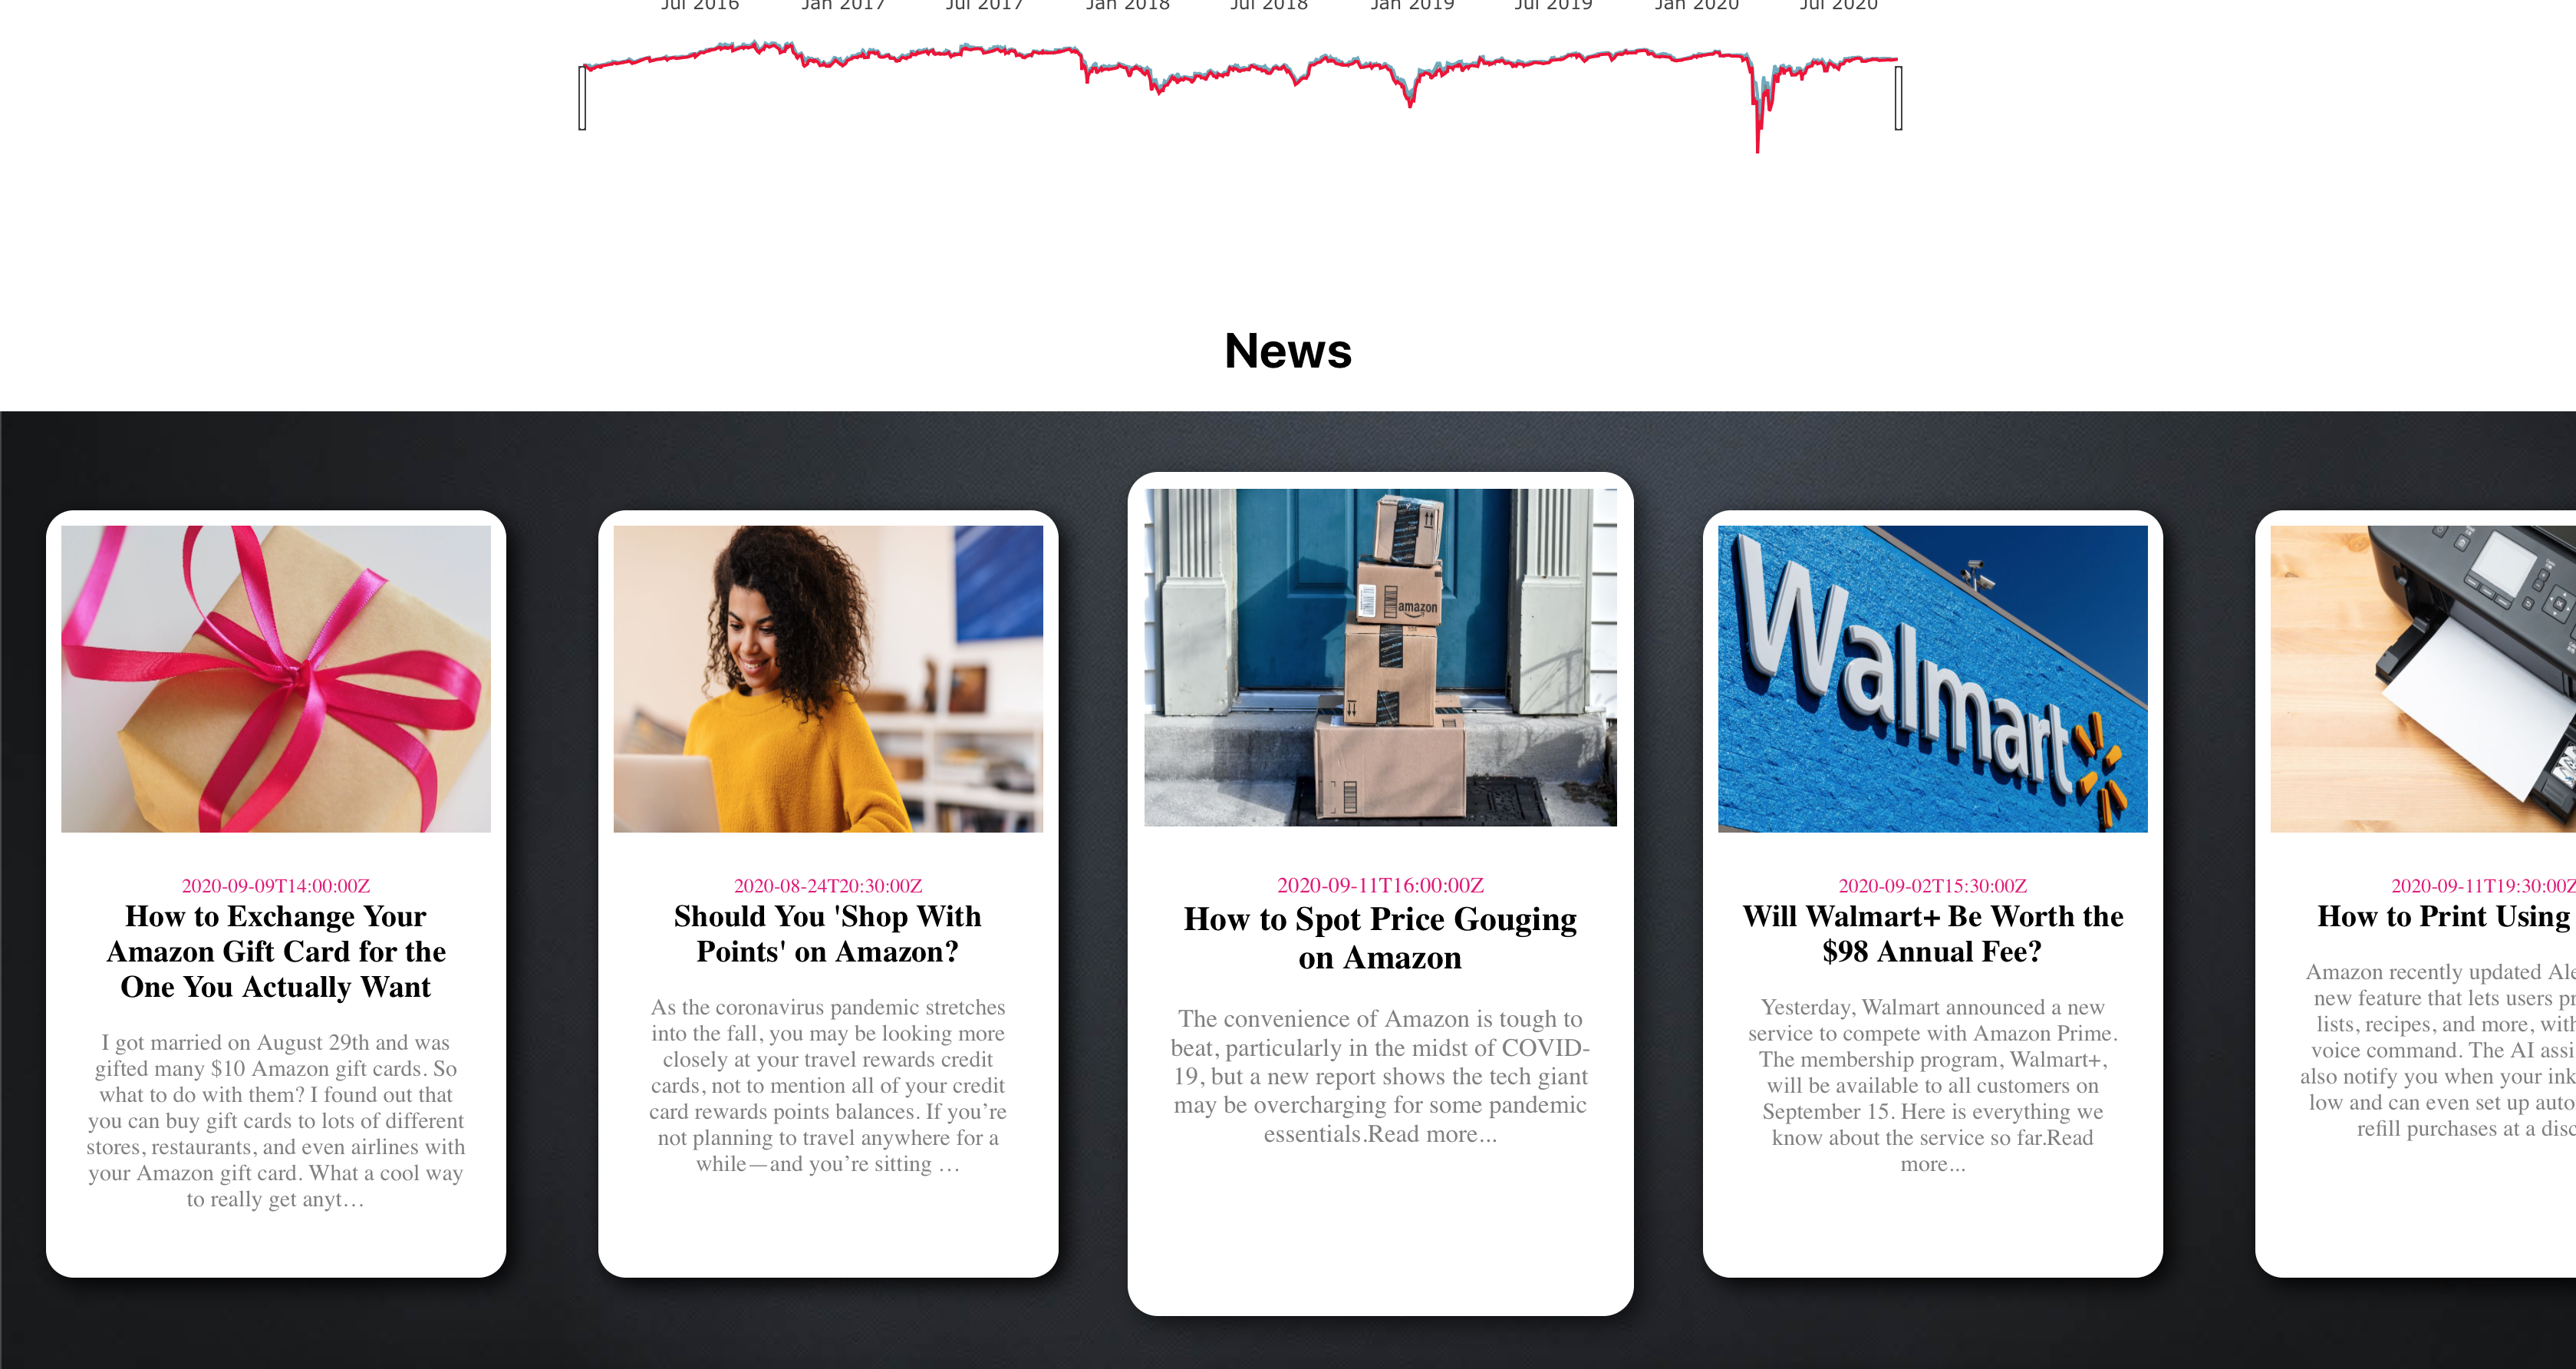 Jul 2016 Jan 2017 Jul 2017 Jan 2018 Jul 2018 Jan 2019 Jul 2019 Jan 2020 Jul 2020
News
2020-09-09T14:00:00Z
How to Exchange Your
Amazon Gift Card for the
One You Actually Want
I got married on August 29th and was
gifted many $10 Amazon gift cards. So
what to do with them? I found out that
you can buy gift cards to lots of different
stores, restaurants, and even airlines with
your Amazon gift card. What a cool way
to really get anyt…
2020-08-24T20:30:00Z
Should You 'Shop With
Points' on Amazon?
As the coronavirus pandemic stretches
into the fall, you may be looking more
closely at your travel rewards credit
cards, not to mention all of your credit
card rewards points balances. If you’re
not planning to travel anywhere for a
while—and you’re sitting …
amazon
2020-09-11T16:00:00Z
How to Spot Price Gouging
on Amazon
The convenience of Amazon is tough to
beat, particularly in the midst of COVID-
19, but a new report shows the tech giant
may be overcharging for some pandemic
essentials.Read more...
Walmart
2020-09-02T15:30:00Z
Will Walmart+ Be Worth the
$98 Annual Fee?
Yesterday, Walmart announced a new
service to compete with Amazon Prime.
The membership program, Walmart+,
will be available to all customers on
September 15. Here is everything we
know about the service so far.Read
more...
2020-09-11T19:30:00Z
How to Print Using
Amazon recently updated Ale
new feature that lets users pr
lists, recipes, and more, with
voice command. The AI assi
also notify you when your ink
low and can even set up auto
refill purchases at a disc